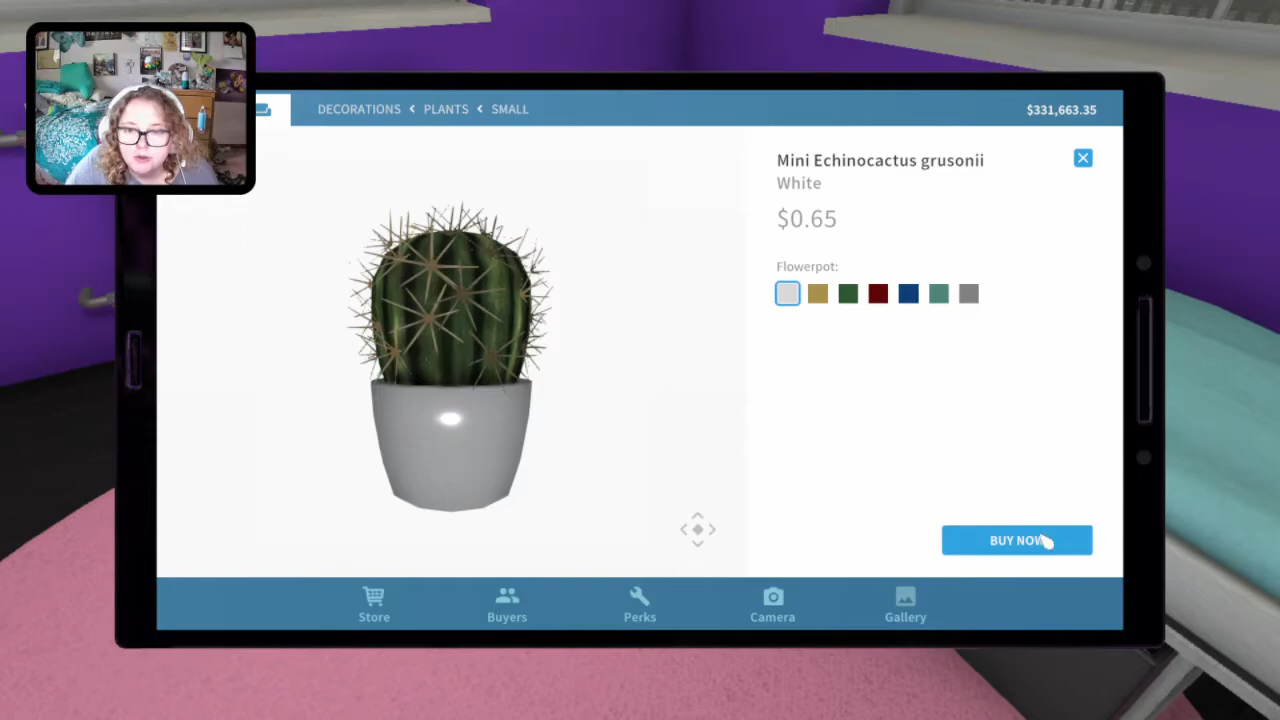 DECORATIONS < PLANTS < SMALL
$331,663.35
Mini Echinocactus grusonii
White
$0.65
Flowerpot:
BUY NOW
Store
Buyers
Perks
Camera
Gallery